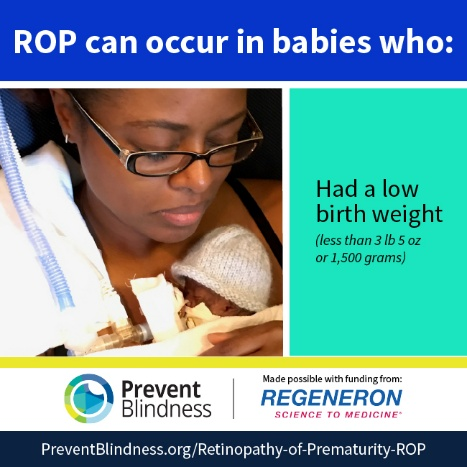 ROP can occur in babies who:
Had a low
birth weight
(less than 3 lb 5 oz
or 1,500 grams)
Prevent
Blindness
Made possible with funding from:
REGENERON
SCIENCE TO MEDICINE®
PreventBlindness.org/Retinopathy-of-Prematurity-ROP